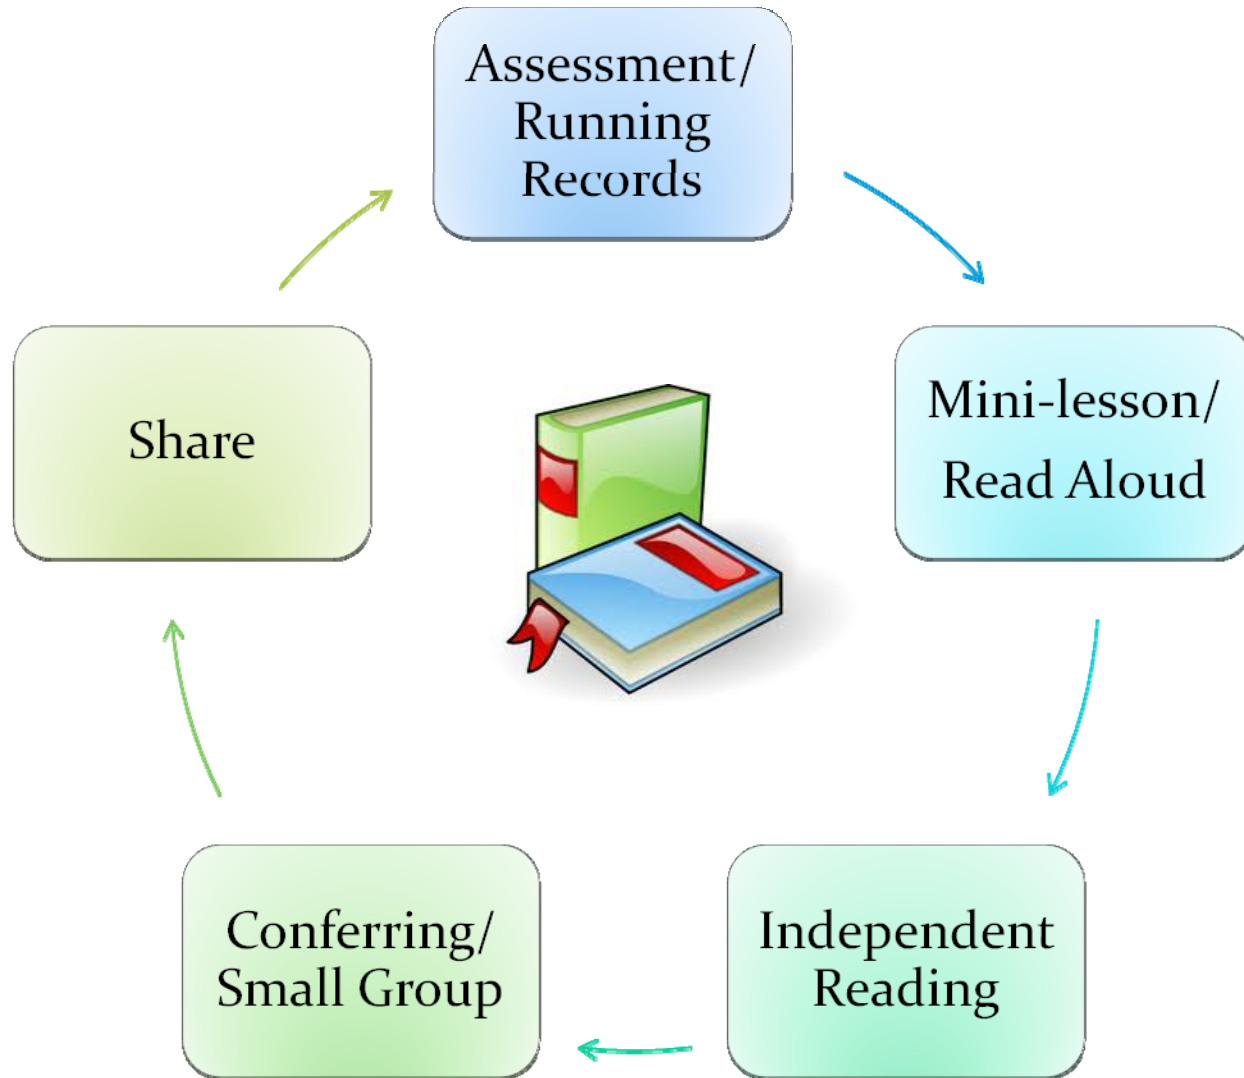 Assessment/
Running
Records
Mini-lesson/
Read Aloud
Independent
Reading
Conferring/
Small Group
Share